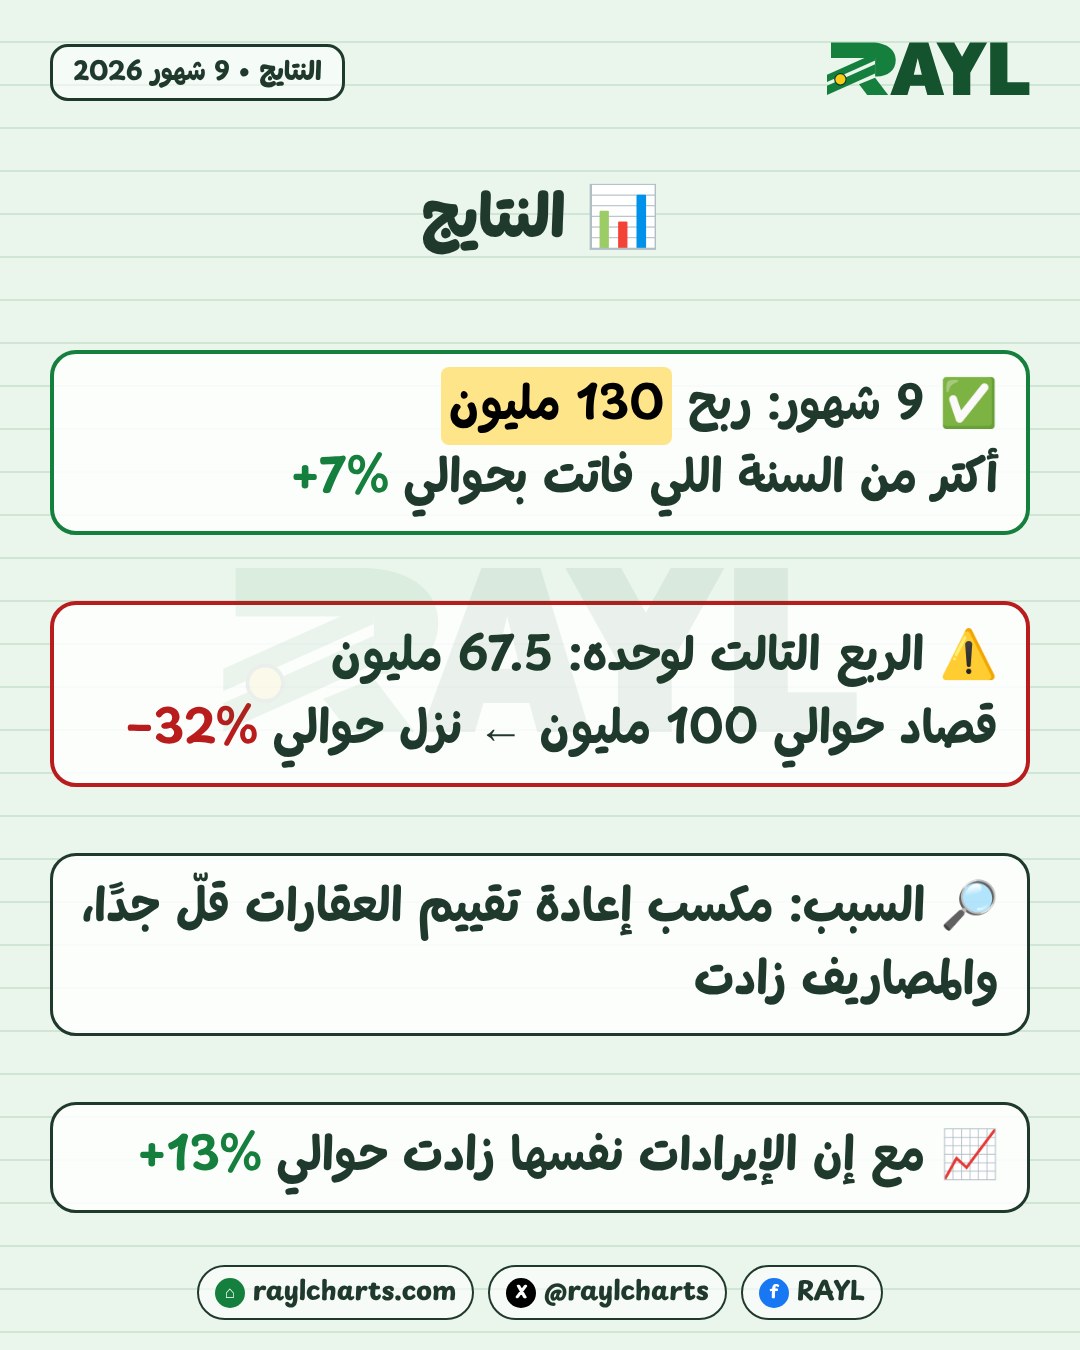 RAYL
النتايج • 9 شهور 2026
📊 النتايج
✅ 9 شهور: ربح 130 مليون
أكتر من السنة اللي فاتت بحوالي 7%+
⚠️ الربع التالت لوحده: 67.5 مليون
قصاد حوالي 100 مليون ← نزل حوالي 32%−
🔎 السبب: مكسب إعادة تقييم العقارات قلّ جدًا،
والمصاريف زادت
📈 مع إن الإيرادات نفسها زادت حوالي 13%+
RAYL
raylcharts.com
@raylcharts
RAYL